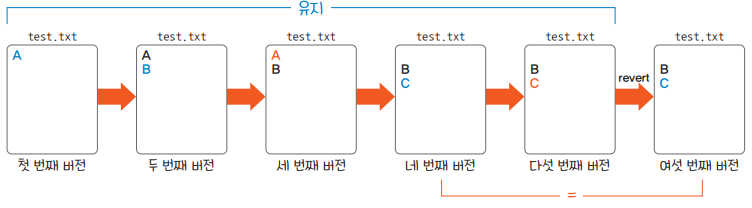 유지
test.txt
A
첫 번째 버전
test.txt
A
B
두 번째 버전
test.txt
A
B
세 번째 버전
test.txt
B
C
네 번째 버전
test.txt
B
C
다섯 번째 버전
revert
test.txt
B
C
여섯 번째 버전
=